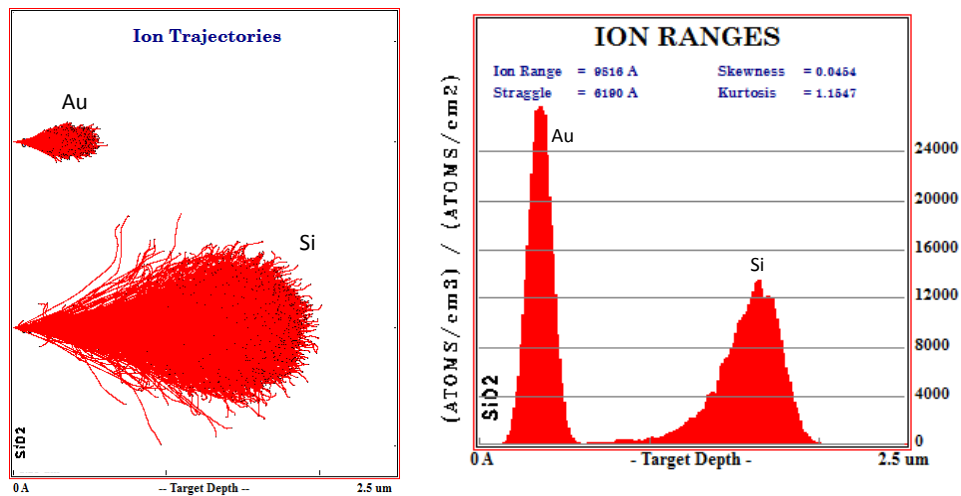 Ion Trajectories
Au
Si
SiO2
0 A
-- Target Depth --
2.5 um
ION RANGES
Ion Range = 9816 A
Skewness = 0.0454
Straggle = 6190 A
Kurtosis = 1.1547
(ATOMS/cm3) / (ATOMS/cm2)
Au
Si
24000
20000
16000
12000
8000
4000
0
SiO2
0 A
- Target Depth -
2.5 um